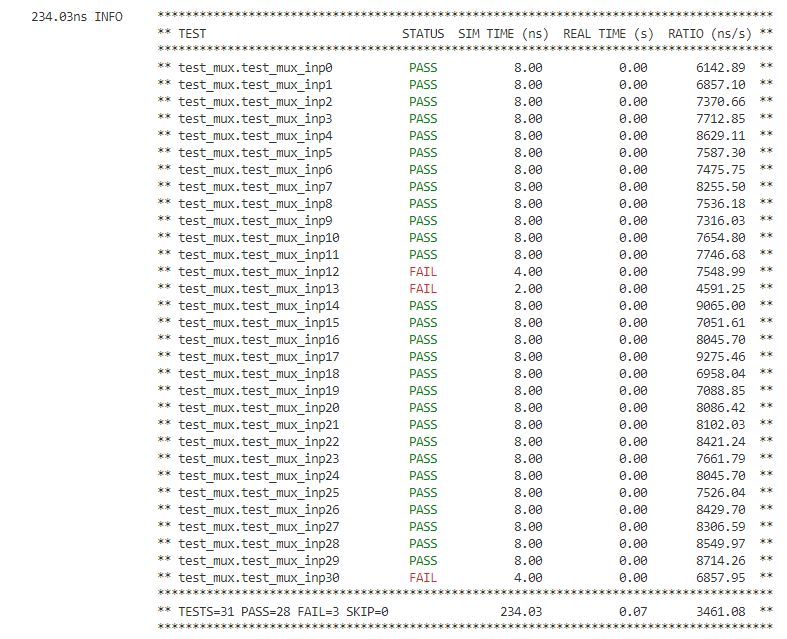 234.03ns INFO ****************************************************************************************
** TEST STATUS SIM TIME (ns) REAL TIME (s) RATIO (ns/s) **
****************************************************************************************
** test_mux.test_mux_inp0 PASS 8.00 0.00 6142.89 **
** test_mux.test_mux_inp1 PASS 8.00 0.00 6857.10 **
** test_mux.test_mux_inp2 PASS 8.00 0.00 7370.66 **
** test_mux.test_mux_inp3 PASS 8.00 0.00 7712.85 **
** test_mux.test_mux_inp4 PASS 8.00 0.00 8629.11 **
** test_mux.test_mux_inp5 PASS 8.00 0.00 7587.30 **
** test_mux.test_mux_inp6 PASS 8.00 0.00 7475.75 **
** test_mux.test_mux_inp7 PASS 8.00 0.00 8255.50 **
** test_mux.test_mux_inp8 PASS 8.00 0.00 7536.18 **
** test_mux.test_mux_inp9 PASS 8.00 0.00 7316.03 **
** test_mux.test_mux_inp10 PASS 8.00 0.00 7654.80 **
** test_mux.test_mux_inp11 PASS 8.00 0.00 7746.68 **
** test_mux.test_mux_inp12 FAIL 4.00 0.00 7548.99 **
** test_mux.test_mux_inp13 FAIL 2.00 0.00 4591.25 **
** test_mux.test_mux_inp14 PASS 8.00 0.00 9065.00 **
** test_mux.test_mux_inp15 PASS 8.00 0.00 7051.61 **
** test_mux.test_mux_inp16 PASS 8.00 0.00 8045.70 **
** test_mux.test_mux_inp17 PASS 8.00 0.00 9275.46 **
** test_mux.test_mux_inp18 PASS 8.00 0.00 6958.04 **
** test_mux.test_mux_inp19 PASS 8.00 0.00 7088.85 **
** test_mux.test_mux_inp20 PASS 8.00 0.00 8086.42 **
** test_mux.test_mux_inp21 PASS 8.00 0.00 8102.03 **
** test_mux.test_mux_inp22 PASS 8.00 0.00 8421.24 **
** test_mux.test_mux_inp23 PASS 8.00 0.00 7661.79 **
** test_mux.test_mux_inp24 PASS 8.00 0.00 8045.70 **
** test_mux.test_mux_inp25 PASS 8.00 0.00 7526.04 **
** test_mux.test_mux_inp26 PASS 8.00 0.00 8429.70 **
** test_mux.test_mux_inp27 PASS 8.00 0.00 8306.59 **
** test_mux.test_mux_inp28 PASS 8.00 0.00 8549.97 **
** test_mux.test_mux_inp29 PASS 8.00 0.00 8714.26 **
** test_mux.test_mux_inp30 FAIL 4.00 0.00 6857.95 **
****************************************************************************************
** TESTS=31 PASS=28 FAIL=3 SKIP=0 234.03 0.07 3461.08 **
****************************************************************************************